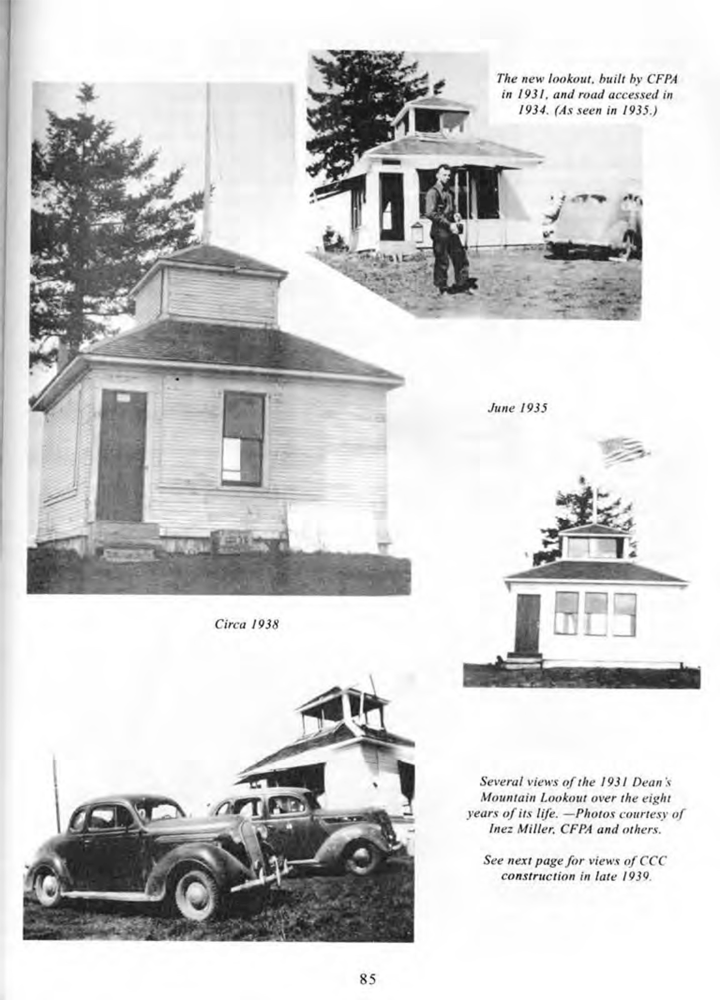 The new lookout, built by CFPA
in 1931, and road accessed in
1934. (As seen in 1935.)
June 1935
Circa 1938
Several views of the 1931 Dean's
Mountain Lookout over the eight
years of its life. —Photos courtesy of
Inez Miller, CFPA and others.
See next page for views of CCC
construction in late 1939.
85